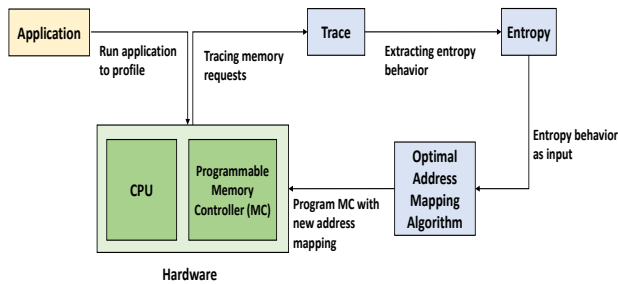 Application
Run application
to profile
Tracing memory
requests
Trace
Extracting entropy
behavior
Entropy
Entropy behavior
as input
CPU
Programmable
Memory
Controller (MC)
Program MC with
new address
mapping
Optimal
Address
Mapping
Algorithm
Hardware